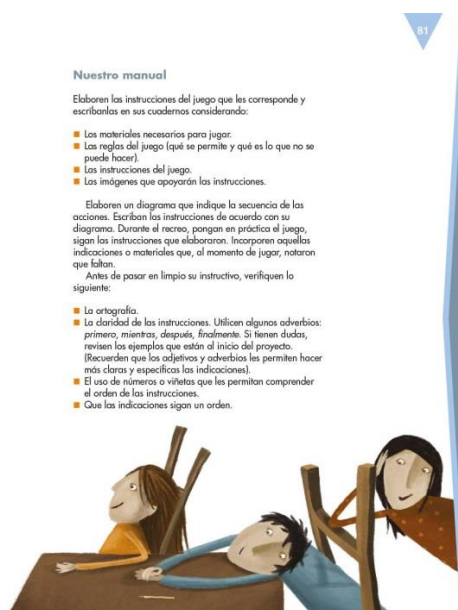 81
Nuestro manual
Elaboren las instrucciones del juego que les corresponde y
escríbanlas en sus cuadernos considerando:
Los materiales necesarios para jugar.
Las reglas del juego (qué se permite y qué es lo que no se
puede hacer).
Las instrucciones del juego.
Las imágenes que apoyarán las instrucciones.
Elaboren un diagrama que indique la secuencia de las
acciones. Escriban las instrucciones de acuerdo con su
diagrama. Durante el recreo, pongan en práctica el juego,
sigan las instrucciones que elaboraron. Incorporen aquellas
indicaciones o materiales que, al momento de jugar, notaron
que faltan.
Antes de pasar en limpio su instructivo, verifiquen lo
siguiente:
La ortografía.
La claridad de las instrucciones. Utilicen algunos adverbios:
primero, mientras, después, finalmente. Si tienen dudas,
revisen los ejemplos que están al inicio del proyecto.
(Recuerden que los adjetivos y adverbios les permiten hacer
más claras y específicas las indicaciones).
El uso de números o viñetas que les permitan comprender
el orden de las instrucciones.
Que las indicaciones sigan un orden.